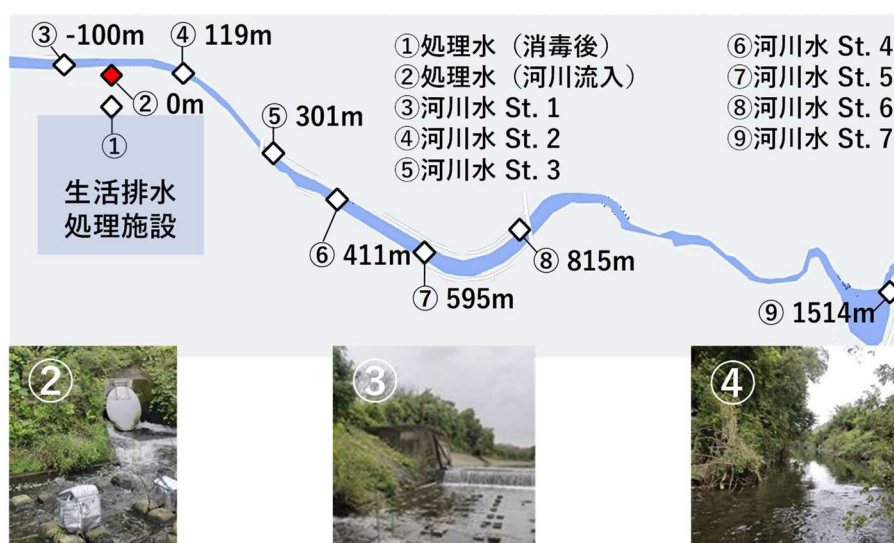 ③ -100m
④ 119m
② 0m
①
生活排水
処理施設
⑤ 301m
⑥ 411m
⑦ 595m
⑧ 815m
⑨ 1514m
①処理水（消毒後）
②処理水（河川流入）
③河川水 St. 1
④河川水 St. 2
⑤河川水 St. 3
⑥河川水 St. 4
⑦河川水 St. 5
⑧河川水 St. 6
⑨河川水 St. 7
②
③
④